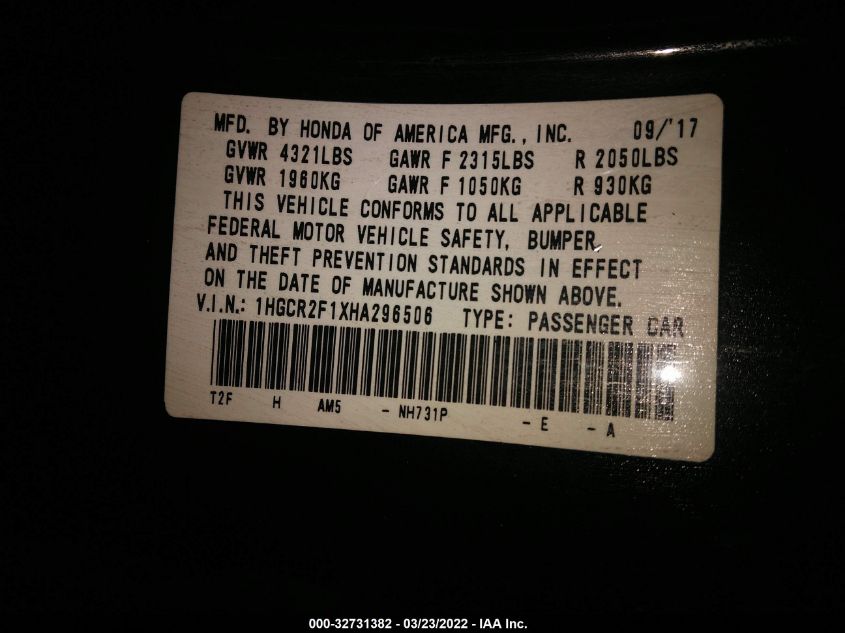 MFD. BY HONDA OF AMERICA MFG., INC. 09/'17
GVWR 4321LBS GAWR F 2315LBS R 2050LBS
GVWR 1960KG GAWR F 1050KG R 930KG
THIS VEHICLE CONFORMS TO ALL APPLICABLE
FEDERAL MOTOR VEHICLE SAFETY, BUMPER,
AND THEFT PREVENTION STANDARDS IN EFFECT
ON THE DATE OF MANUFACTURE SHOWN ABOVE.
V.I.N.: 1HGCR2F1XHA296506 TYPE: PASSENGER CAR
T2F H AM5 - NH731P - E - A
000-32731382 - 03/23/2022 - IAA Inc.